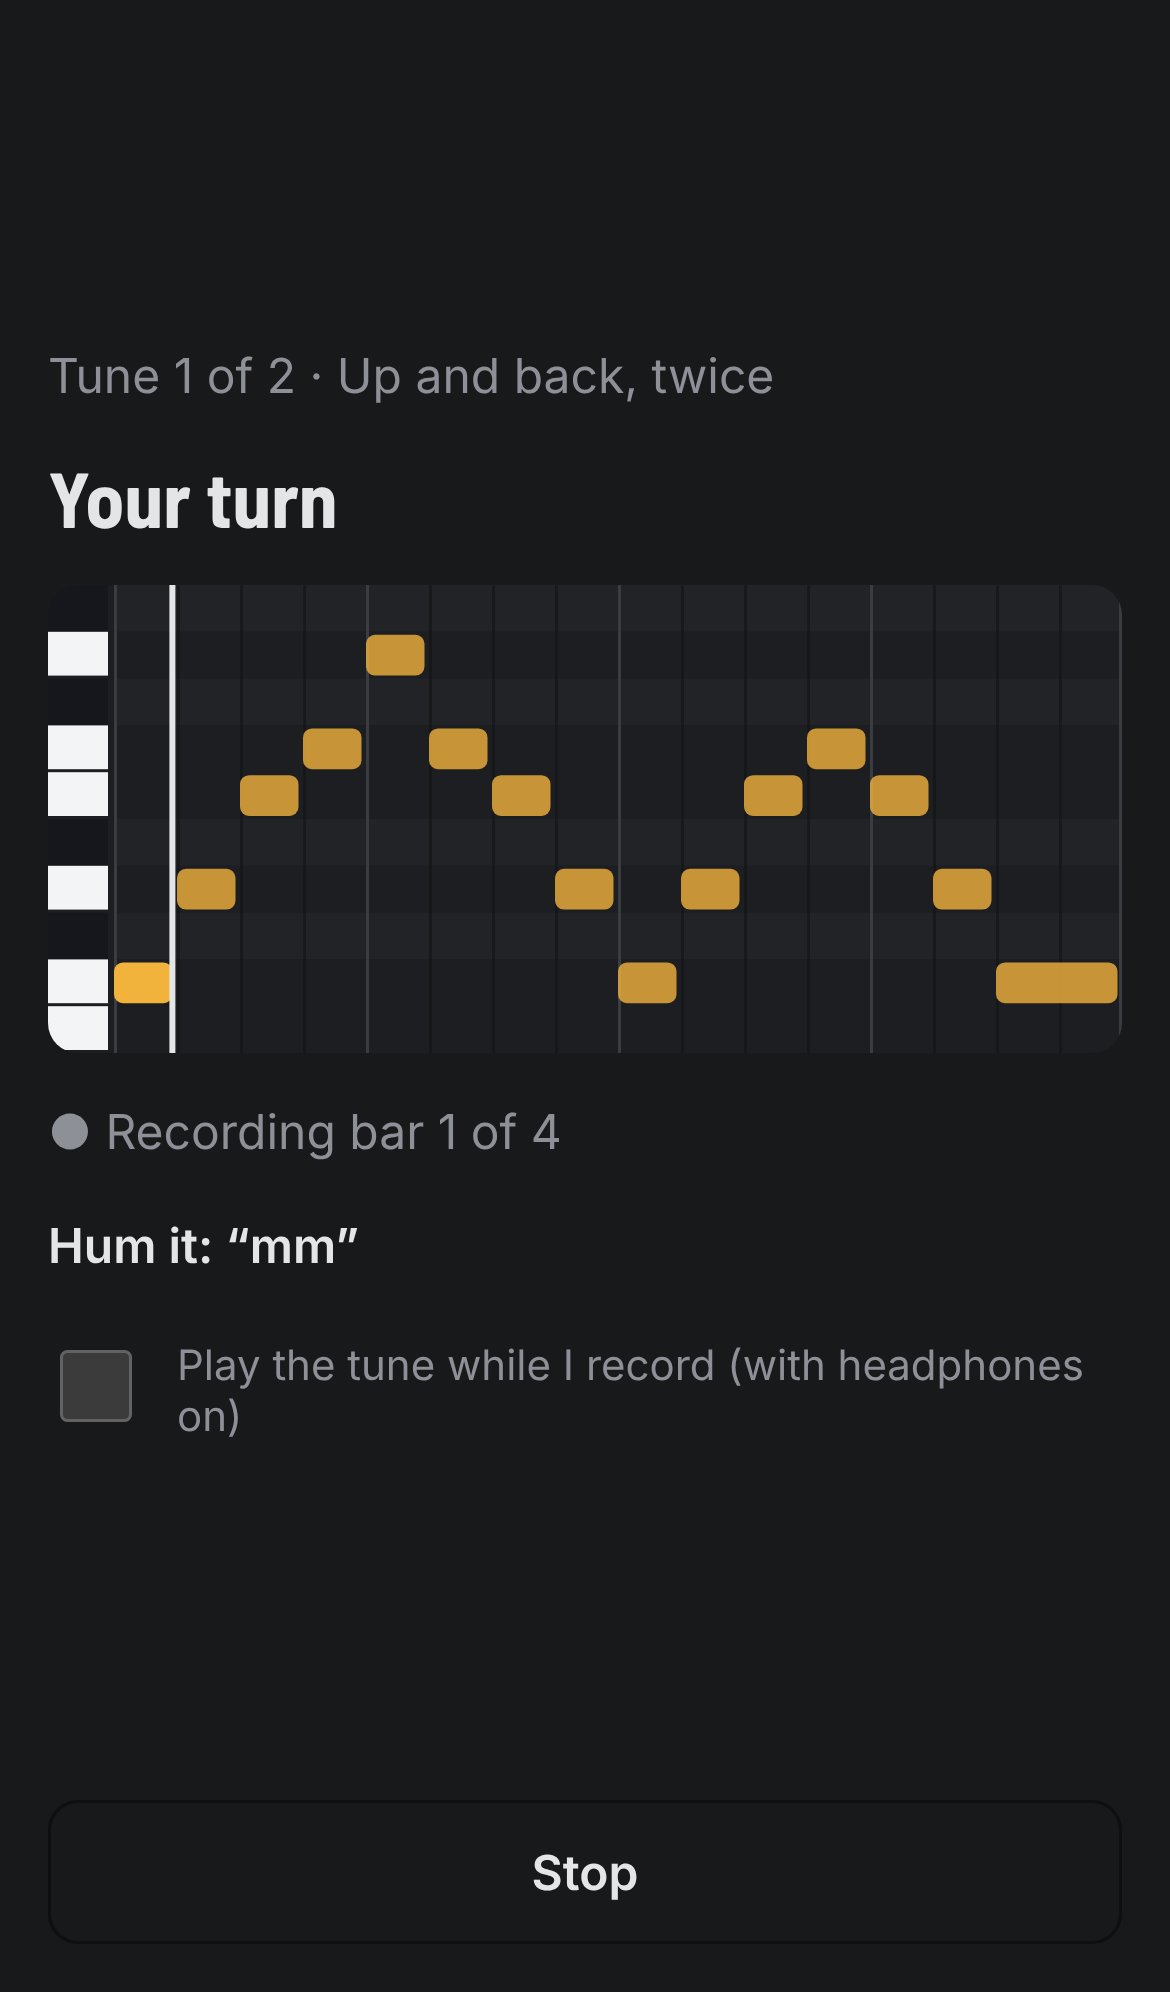 Tune 1 of 2 · Up and back, twice
Your turn
Recording bar 1 of 4
Hum it: “mm”
Play the tune while I record (with headphones
on)
Stop